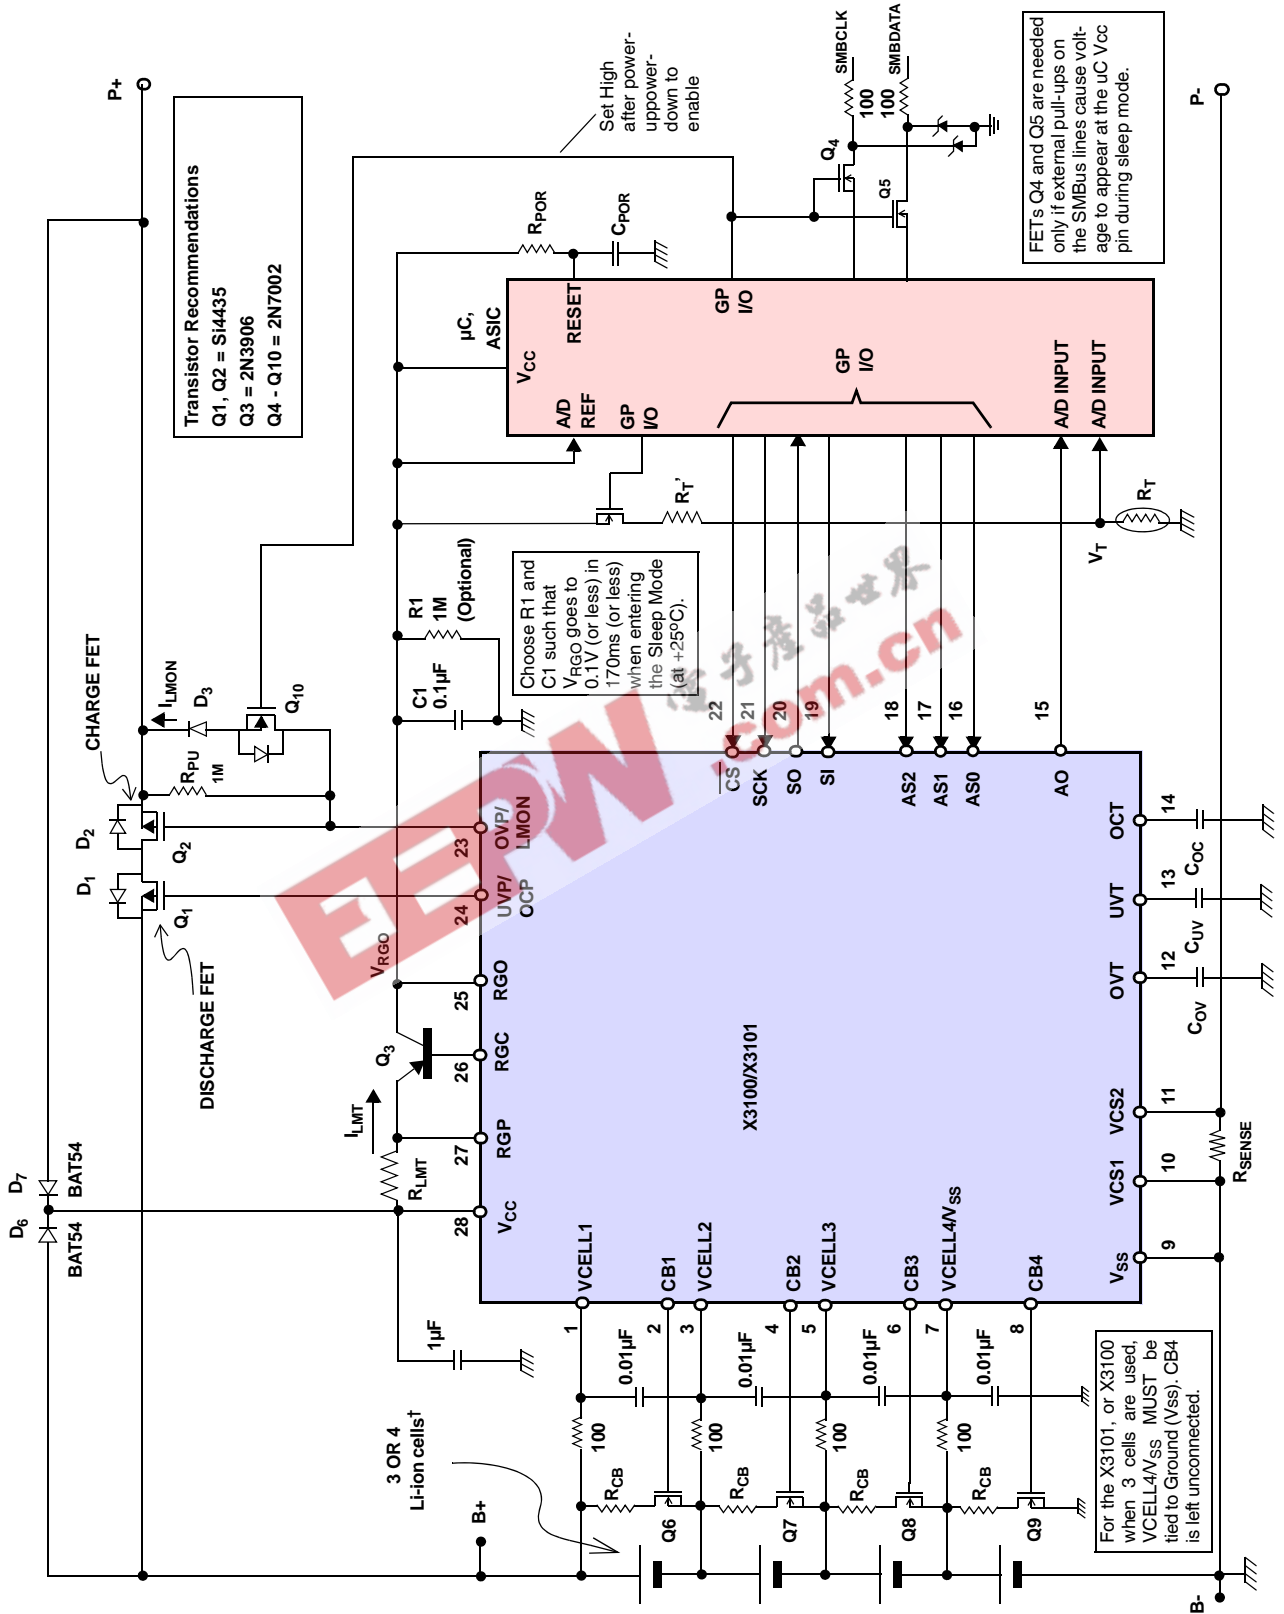 P+
Transistor Recommendations
Q1, Q2 = Si4435
Q3 = 2N3906
Q4 - Q10 = 2N7002
Set High
after power-
uppower-
down to
enable
SMBCLK
SMBDATA
100
100
Q4
Q5
FETs Q4 and Q5 are needed
only if external pull-ups on
the SMBus lines cause volt-
age to appear at the uC Vcc
pin during sleep mode.
P-
RPOR
CPOR
µC,
ASIC
VCC
RESET
A/D
REF
GP
I/O
GP
I/O
GP
I/O
A/D INPUT
A/D INPUT
RT'
RT
VT
CHARGE FET
ILMON
D3
Q10
RPU
1M
D2
Q2
D1
Q1
DISCHARGE FET
R1
1M
(Optional)
C1
0.1µF
Choose R1 and
C1 such that
VRGO goes to
0.1V (or less) in
170ms (or less)
when entering
the Sleep Mode
(at +25ºC).
電子產品世界
EEPW
.com.cn
VRGO
Q3
ILMT
RLMT
D7
BAT54
D6
BAT54
28
VCC
27
RGP
26
RGC
25
RGO
24
UVP/
OCP
23
OVP/
LMON
22
CS
21
SCK
20
SO
19
SI
18
AS2
17
AS1
16
AS0
15
AO
X3100/X3101
14
OCT
COC
13
UVT
CUV
12
OVT
COV
11
VCS2
10
VCS1
9
VSS
RSENSE
VCELL1
CB1
VCELL2
CB2
VCELL3
CB3
VCELL4/VSS
CB4
1
2
3
4
5
6
7
8
1µF
0.01µF
0.01µF
0.01µF
0.01µF
100
100
100
100
RCB
RCB
RCB
RCB
Q6
Q7
Q8
Q9
3 OR 4
Li-ion cells†
B+
For the X3101, or X3100
when 3 cells are used,
VCELL4/VSS MUST be
tied to Ground (Vss). CB4
is left unconnected.
B-